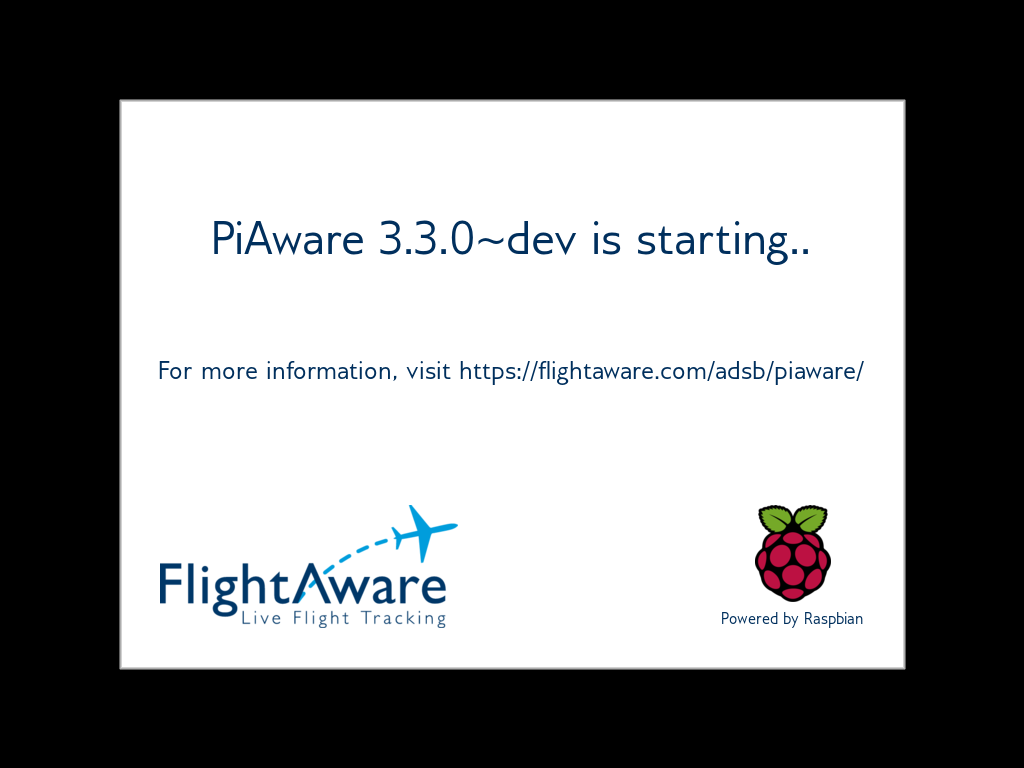 PiAware 3.3.0~dev is starting..
For more information, visit https://flightaware.com/adsb/piaware/
FlightAware
Live Flight Tracking
Powered by Raspbian